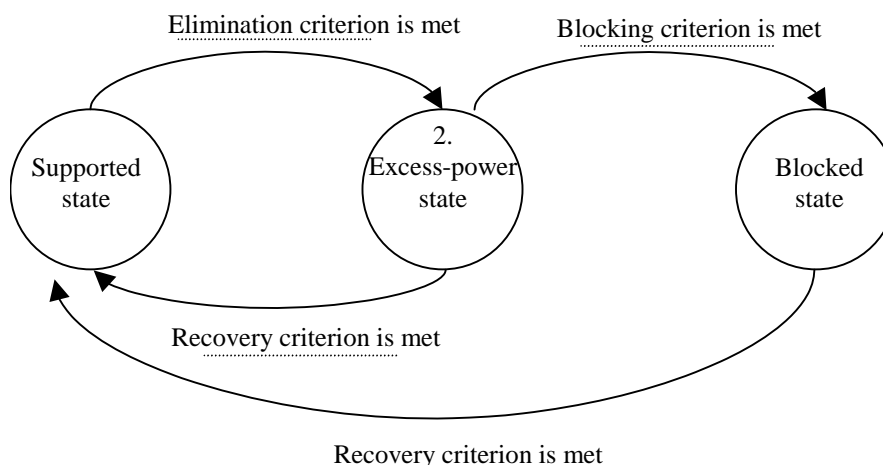 Elimination criterion is met
Blocking criterion is met
Supported
state
2.
Excess-power
state
Blocked
state
Recovery criterion is met
Recovery criterion is met